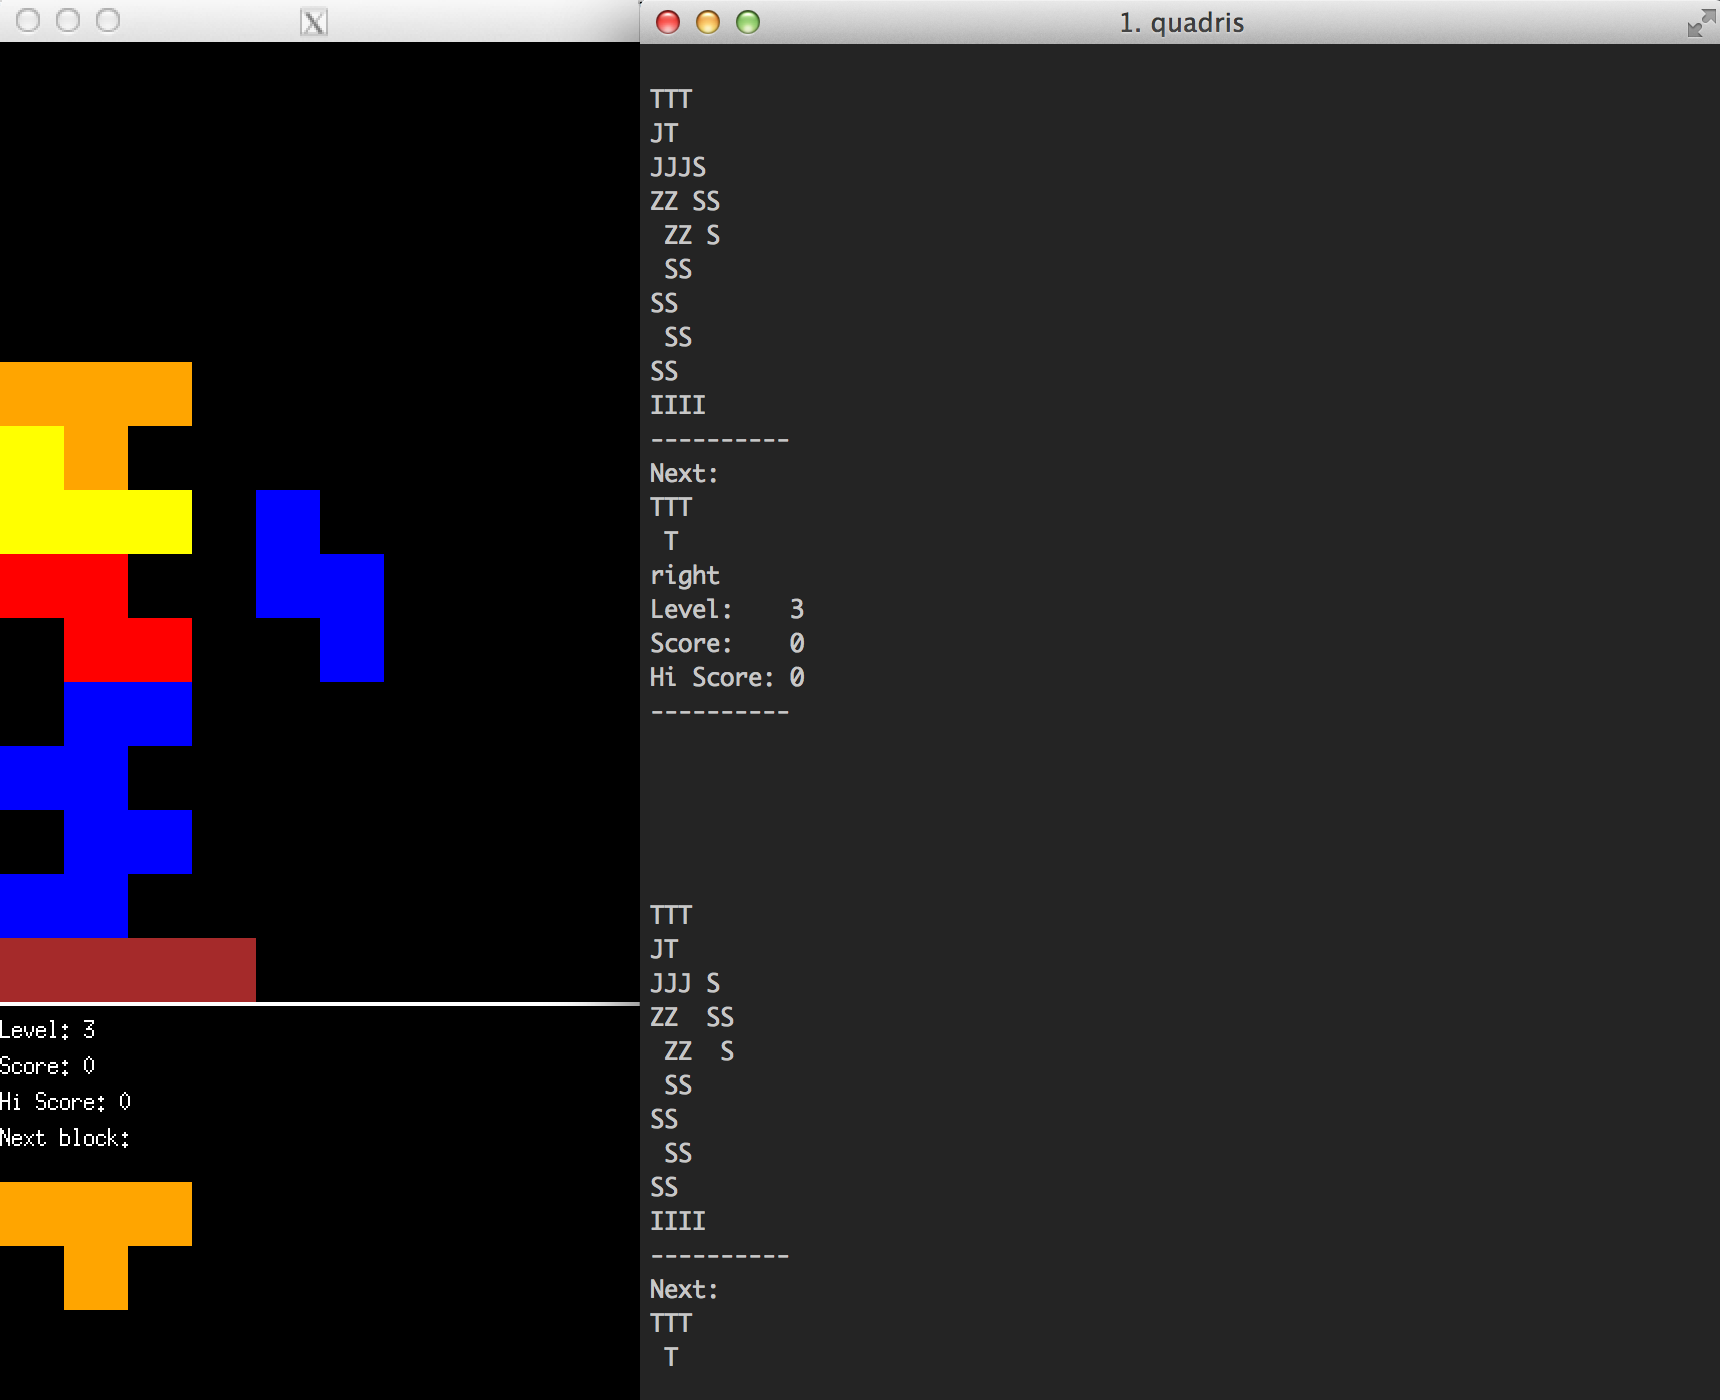 X
Level: 3
Score: 0
Hi Score: 0
Next block:
1. quadris
TTT
JT
JJJS
ZZ SS
 ZZ S
 SS
SS
 SS
SS
IIII
----------
Next:
TTT
 T
right
Level:    3
Score:    0
Hi Score: 0
----------
TTT
JT
JJJ S
ZZ  SS
 ZZ  S
 SS
SS
 SS
SS
IIII
----------
Next:
TTT
 T